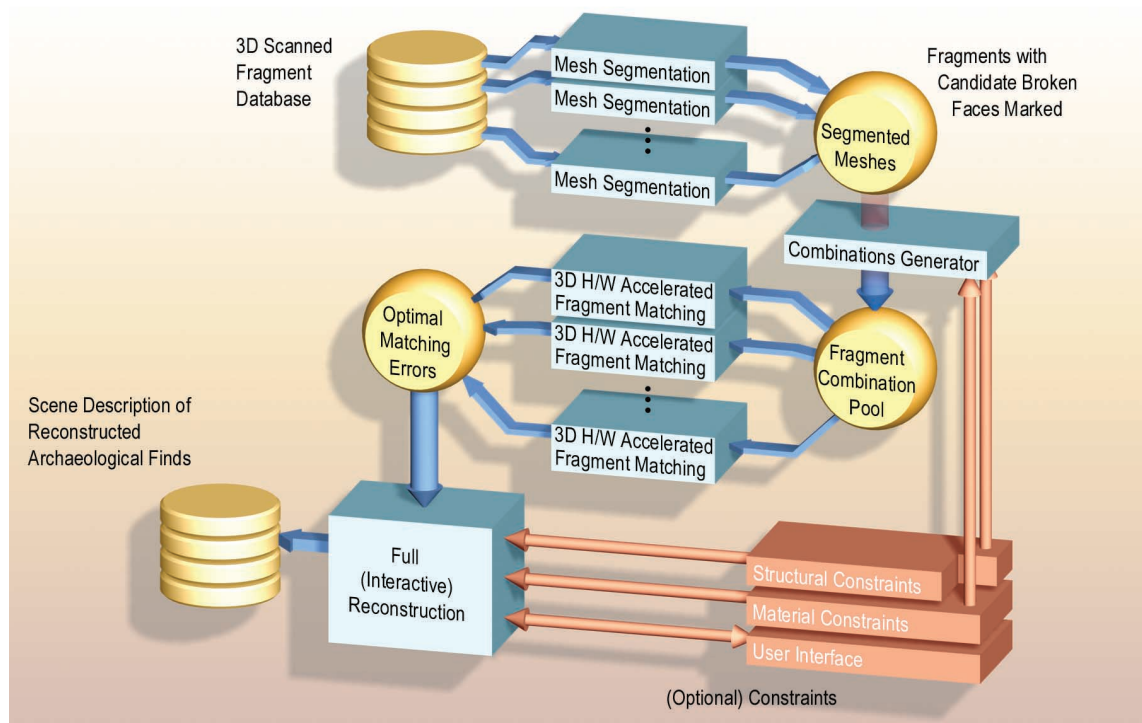 3D Scanned
Fragment
Database
Mesh Segmentation
Mesh Segmentation
Mesh Segmentation
Fragments with
Candidate Broken
Faces Marked
Segmented
Meshes
Combinations Generator
3D H/W Accelerated
Fragment Matching
3D H/W Accelerated
Fragment Matching
3D H/W Accelerated
Fragment Matching
Optimal
Matching
Errors
Fragment
Combination
Pool
Scene Description of
Reconstructed
Archaeological Finds
Full
(Interactive)
Reconstruction
Structural Constraints
Material Constraints
User Interface
(Optional) Constraints